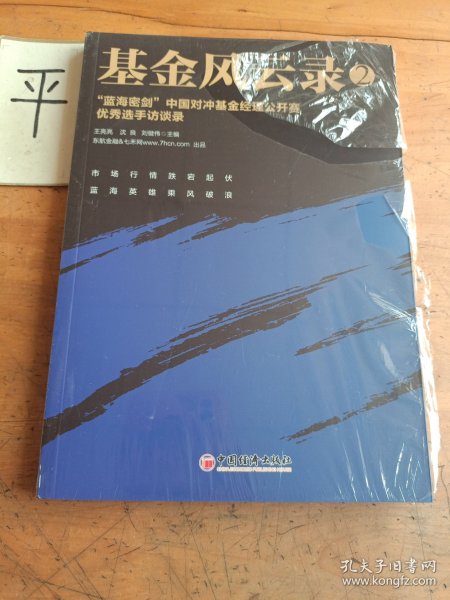 平
基金风云录2
“蓝海密剑”中国对冲基金经理公开赛
优秀选手访谈录
王亮亮 沈良 刘健伟◎主编
东航金融&七禾网www.7hcn.com 出品
市场行情跌宕起伏
蓝海英雄乘风破浪
中国经济出版社
孔夫子旧书网
www.kongfz.com